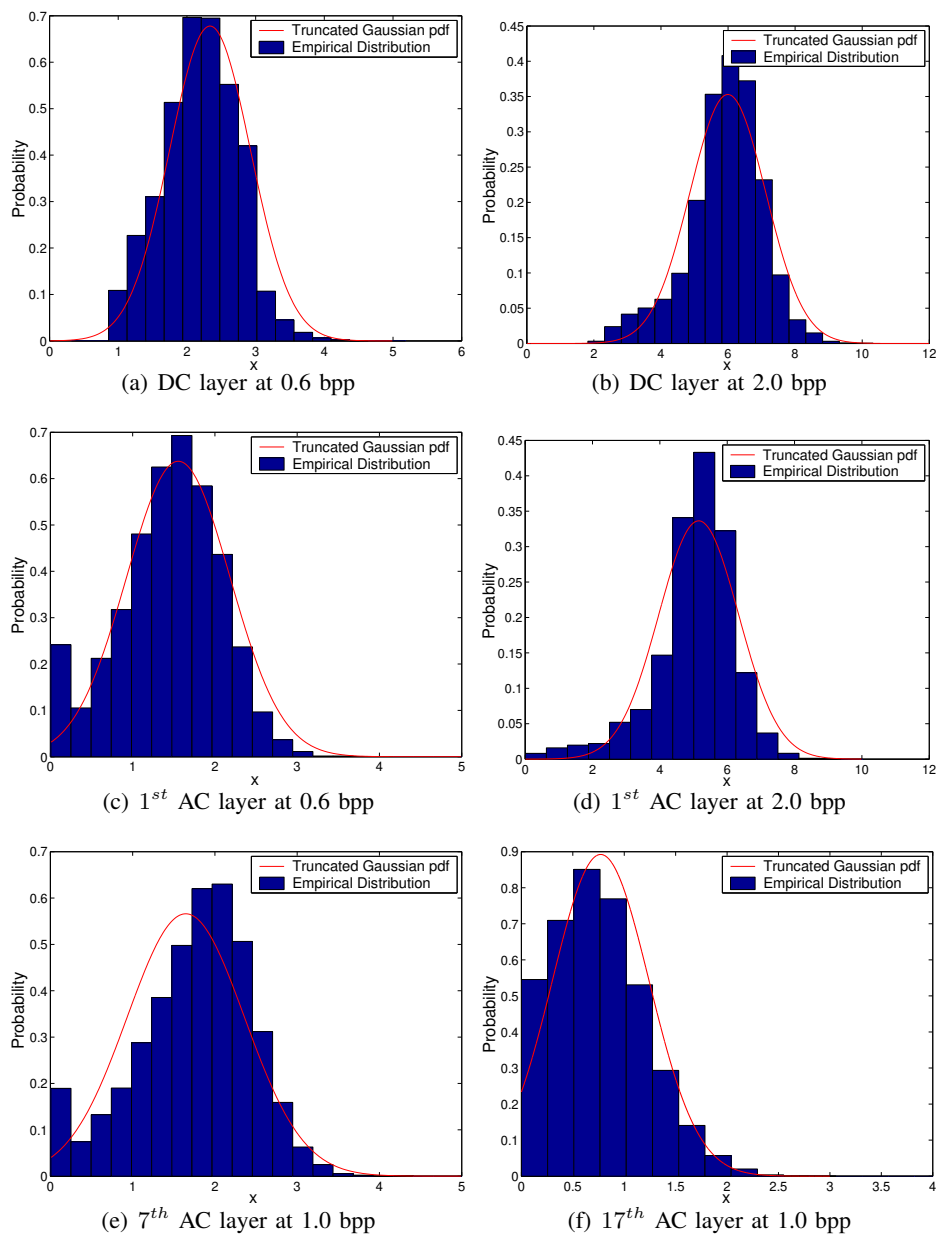 Truncated Gaussian pdf
Empirical Distribution
0.7
0.6
0.5
0.4
0.3
0.2
0.1
0
Probability
0 1 2 3 4 5 6
x
(a) DC layer at 0.6 bpp
Truncated Gaussian pdf
Empirical Distribution
0.45
0.4
0.35
0.3
0.25
0.2
0.15
0.1
0.05
0
Probability
0 2 4 6 8 10 12
x
(b) DC layer at 2.0 bpp
Truncated Gaussian pdf
Empirical Distribution
0.7
0.6
0.5
0.4
0.3
0.2
0.1
0
Probability
0 1 2 3 4 5
x
(c) 1st AC layer at 0.6 bpp
Truncated Gaussian pdf
Empirical Distribution
0.45
0.4
0.35
0.3
0.25
0.2
0.15
0.1
0.05
0
Probability
0 2 4 6 8 10 12
x
(d) 1st AC layer at 2.0 bpp
Truncated Gaussian pdf
Empirical Distribution
0.7
0.6
0.5
0.4
0.3
0.2
0.1
0
Probability
0 1 2 3 4 5
x
(e) 7th AC layer at 1.0 bpp
Truncated Gaussian pdf
Empirical Distribution
0.9
0.8
0.7
0.6
0.5
0.4
0.3
0.2
0.1
0
Probability
0 0.5 1 1.5 2 2.5 3 3.5 4
x
(f) 17th AC layer at 1.0 bpp